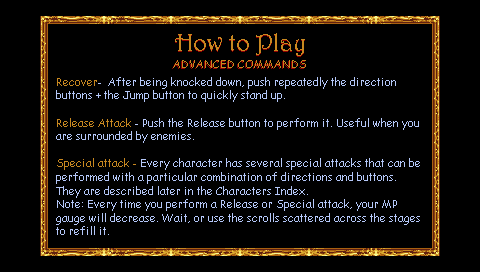 How to Play
ADVANCED COMMANDS
Recover- After being knocked down, push repeatedly the direction
buttons + the Jump button to quickly stand up.
Release Attack - Push the Release button to perform it. Useful when you
are surrounded by enemies.
Special attack - Every character has several special attacks that can be
performed with a particular combination of directions and buttons.
They are described later in the Characters Index.
Note: Every time you perform a Release or Special attack, your MP
gauge will decrease. Wait, or use the scrolls scattered across the stages
to refill it.